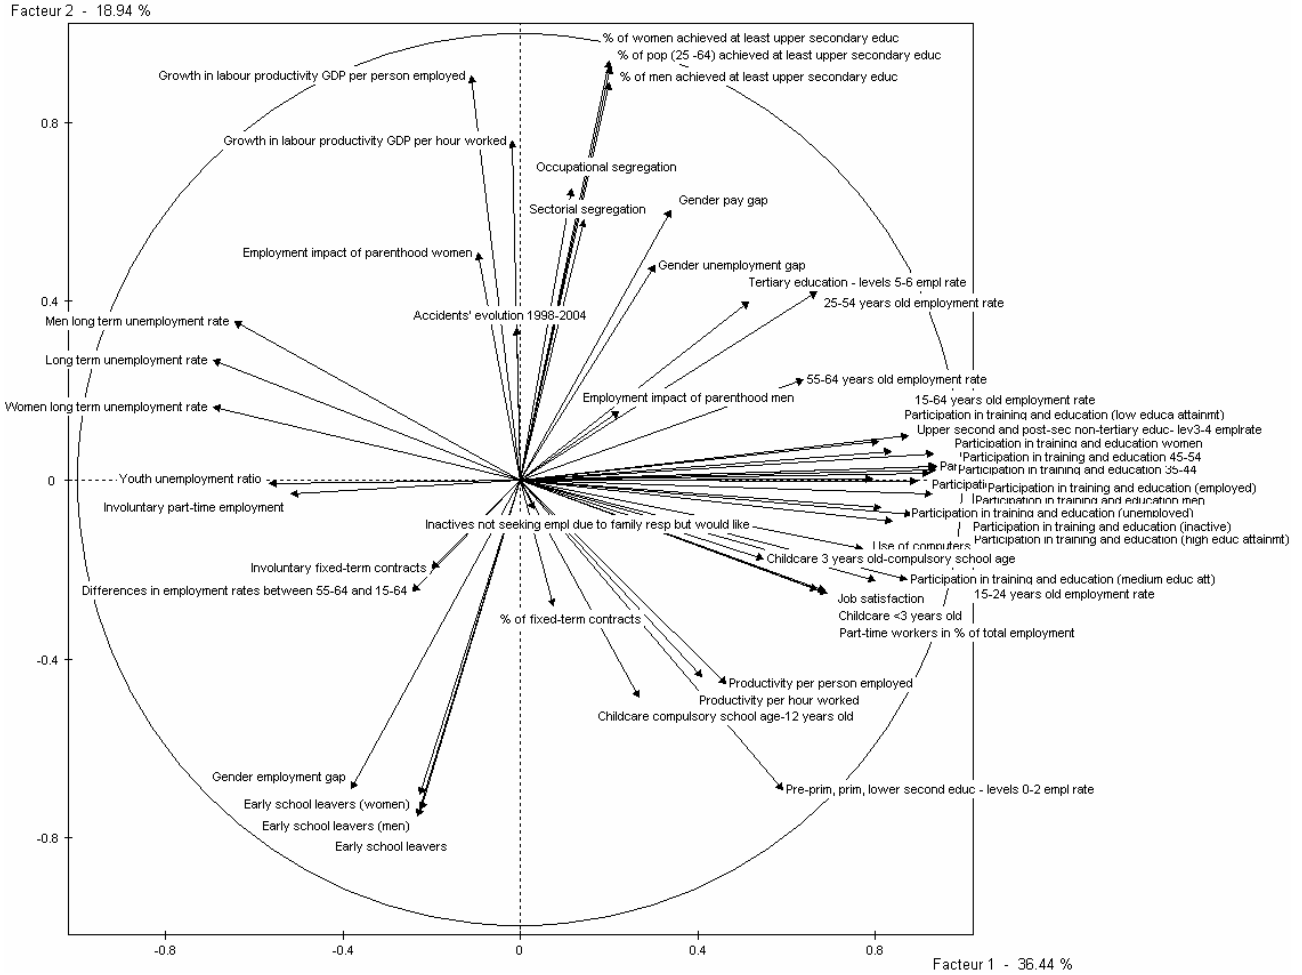 Facteur 2 - 18.94 %
% of women achieved at least upper secondary educ
% of pop (25 -64) achieved at least upper secondary educ
Growth in labour productivity GDP per person employed
% of men achieved at least upper secondary educ
0.8
Growth in labour productivity GDP per hour worked
Occupational segregation
Gender pay gap
Sectorial segregation
Employment impact of parenthood women
Gender unemployment gap
Tertiary education - levels 5-6 empl rate
0.4
25-54 years old employment rate
Accidents' evolution 1998-2004
Men long term unemployment rate
Long term unemployment rate
55-64 years old employment rate
Employment impact of parenthood men
15-64 years old employment rate
Women long term unemployment rate
Participation in training and education (low educa attainmt)
Upper second and post-sec non-tertiary educ- lev3-4 emplrate
Participation in training and education women
Participation in training and education 45-54
Par
Participation in training and education 35-44
Youth unemployment ratio
0
Participati
Participation in training and education (employed)
Participation in training and education men
Involuntary part-time employment
Participation in training and education (unemployed)
Inactives not seeking empl due to family resp but would like
Participation in training and education (inactive)
Participation in training and education (high educ attainmt)
Use of computers
Childcare 3 years old-compulsory school age
Involuntary fixed-term contracts
Participation in training and education (medium educ att)
Differences in employment rates between 55-64 and 15-64
15-24 years old employment rate
Job satisfaction
Childcare <3 years old
% of fixed-term contracts
Part-time workers in % of total employment
-0.4
Productivity per person employed
Productivity per hour worked
Childcare compulsory school age-12 years old
Gender employment gap
Pre-prim, prim, lower second educ - levels 0-2 empl rate
Early school leavers (women)
Early school leavers (men)
-0.8
Early school leavers
-0.8
-0.4
0
0.4
0.8
Facteur 1 - 36.44 %